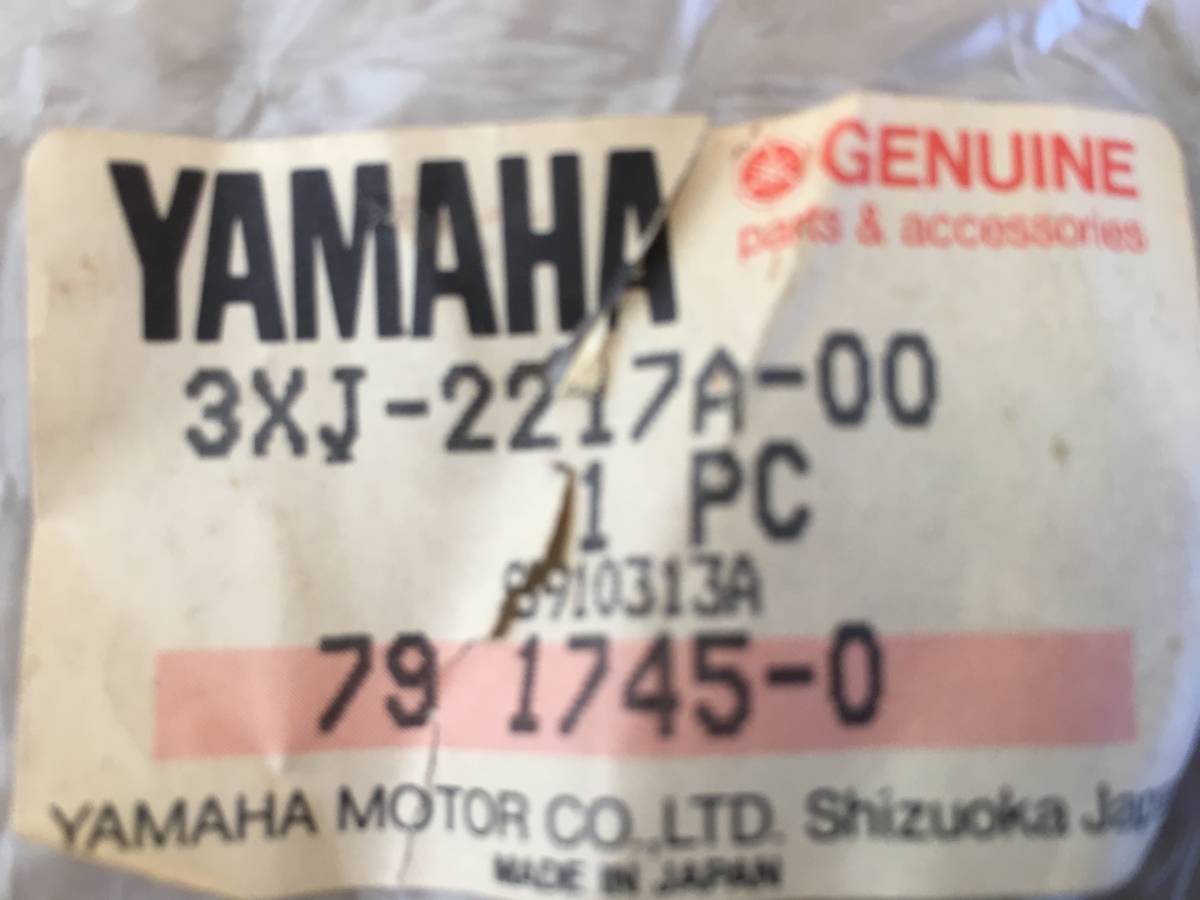 YAMAHA
GENUINE
parts & accessories
3XJ-2217A-00
1 PC
8910313A
79 1745-0
YAMAHA MOTOR CO.,LTD. Shizuoka Japa
MADE IN JAPAN